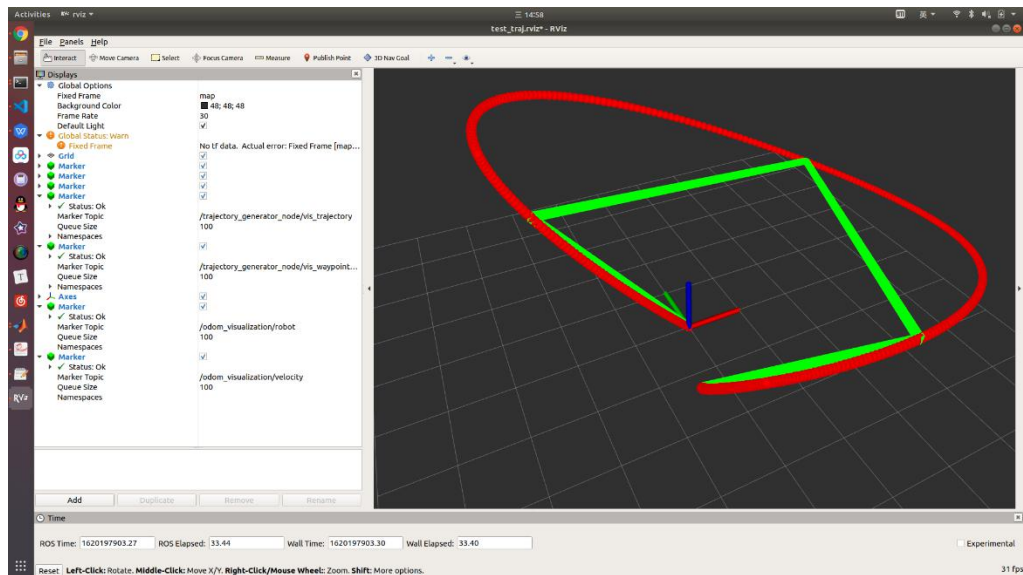 Activities rviz 三 14:58 英
test_traj.rviz* - RViz
File Panels Help
Interact Move Camera Select Focus Camera Measure Publish Point 3D Nav Goal
Displays
Global Options
Fixed Frame map
Background Color 48; 48; 48
Frame Rate 30
Default Light
Global Status: Warn
Fixed Frame No tf data. Actual error: Fixed Frame [map...
Grid
Marker
Marker
Marker
Marker
Status: Ok
Marker Topic /trajectory_generator_node/vis_trajectory
Queue Size 100
Namespaces
Marker
Status: Ok
Marker Topic /trajectory_generator_node/vis_waypoint...
Queue Size 100
Namespaces
Axes
Marker
Status: Ok
Marker Topic /odom_visualization/robot
Queue Size 100
Namespaces
Marker
Status: Ok
Marker Topic /odom_visualization/velocity
Queue Size 100
Namespaces
Add Duplicate Remove Rename
Time
ROS Time: 1620197903.27 ROS Elapsed: 33.44 Wall Time: 1620197903.30 Wall Elapsed: 33.40 Experimental
Reset Left-Click: Rotate. Middle-Click: Move X/Y. Right-Click/Mouse Wheel: Zoom. Shift: More options. 31 fps